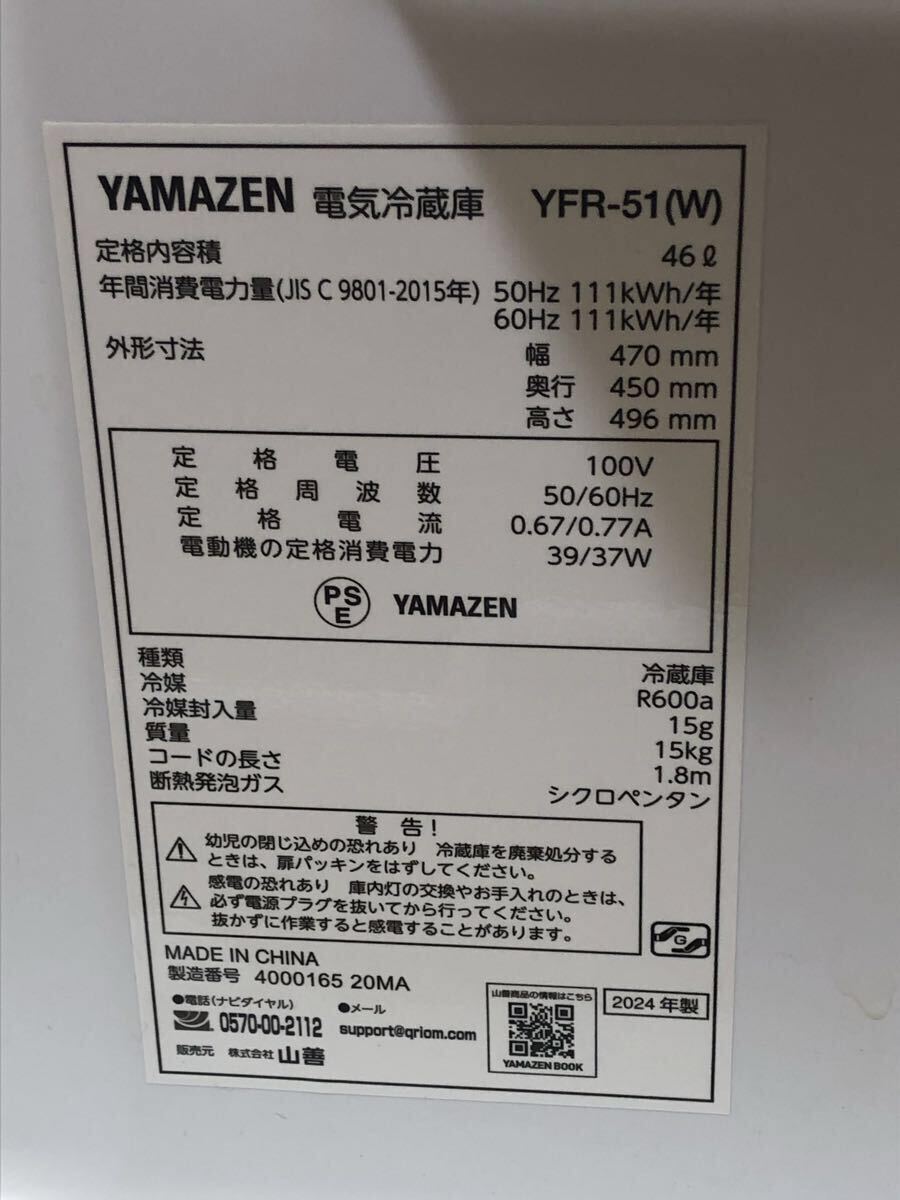 YAMAZEN 電気冷蔵庫 YFR-51(W)
定格内容積 46ℓ
年間消費電力量(JIS C 9801-2015年) 50Hz 111kWh/年
60Hz 111kWh/年
外形寸法 幅 470 mm
奥行 450 mm
高さ 496 mm
定格電圧 100V
定格周波数 50/60Hz
定格電流 0.67/0.77A
電動機の定格消費電力 39/37W
PSE YAMAZEN
種類 冷蔵庫
冷媒 R600a
冷媒封入量 15g
質量 15kg
コードの長さ 1.8m
断熱発泡ガス シクロペンタン
警告!
幼児の閉じ込めの恐れあり 冷蔵庫を廃棄処分する
ときは、扉パッキンをはずしてください。
感電の恐れあり 庫内灯の交換やお手入れのときは、
必ず電源プラグを抜いてから行ってください。
抜かずに作業すると感電することがあります。
G
MADE IN CHINA
製造番号 4000165 20MA
●電話(ナビダイヤル) ●メール
0570-00-2112 support@qriom.com
販売元 株式会社 山善
山善商品の情報はこちら
YAMAZEN BOOK
2024年製